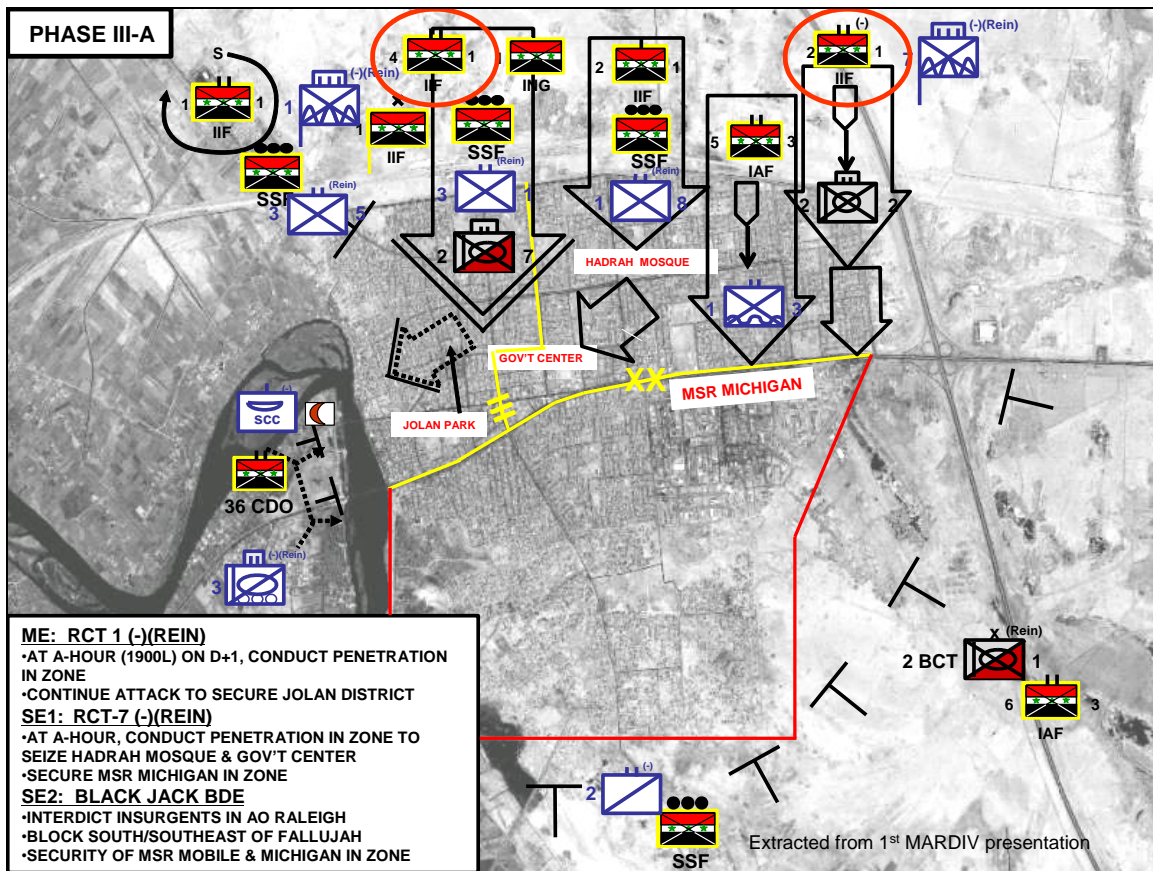 PHASE III-A
S
1
1
IIF
SSF
(-)(Rein)
1
1
IIF
(Rein)
3
5
4
1
IIF
ING
SSF
(Rein)
3
1
2
7
2
1
IIF
SSF
(Rein)
1
8
HADRAH MOSQUE
5
3
IAF
1
3
(-)
2
1
IIF
2
2
(-)(Rein)
7
GOV'T CENTER
JOLAN PARK
XX
MSR MICHIGAN
(-)
SCC
36 CDO
(-)(Rein)
3
X (Rein)
2 BCT
1
6
3
IAF
(-)
2
SSF
ME: RCT 1 (-)(REIN)
•AT A-HOUR (1900L) ON D+1, CONDUCT PENETRATION
IN ZONE
•CONTINUE ATTACK TO SECURE JOLAN DISTRICT
SE1: RCT-7 (-)(REIN)
•AT A-HOUR, CONDUCT PENETRATION IN ZONE TO
SEIZE HADRAH MOSQUE & GOV'T CENTER
•SECURE MSR MICHIGAN IN ZONE
SE2: BLACK JACK BDE
•INTERDICT INSURGENTS IN AO RALEIGH
•BLOCK SOUTH/SOUTHEAST OF FALLUJAH
•SECURITY OF MSR MOBILE & MICHIGAN IN ZONE
Extracted from 1st MARDIV presentation